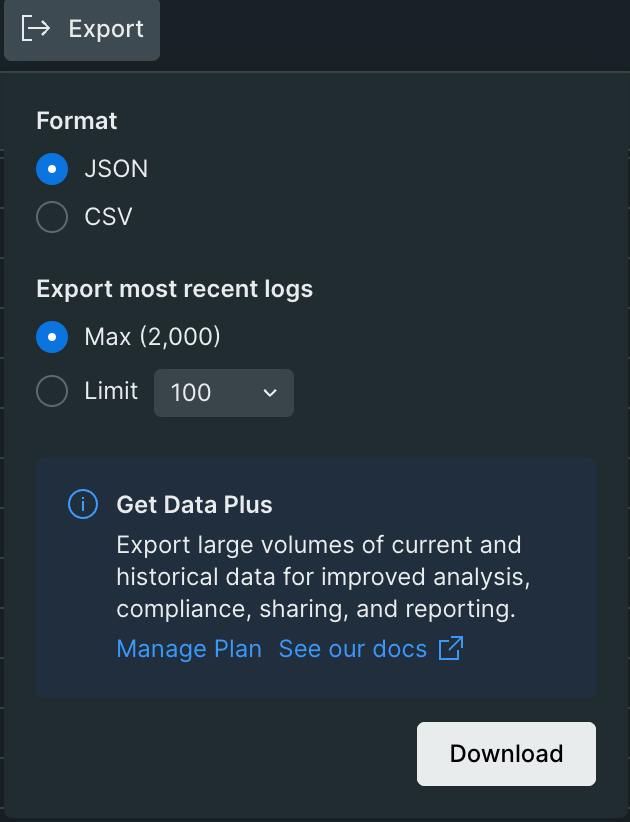 Export
Format
JSON
CSV
Export most recent logs
Max (2,000)
Limit 100
Get Data Plus
Export large volumes of current and
historical data for improved analysis,
compliance, sharing, and reporting.
Manage Plan See our docs
Download